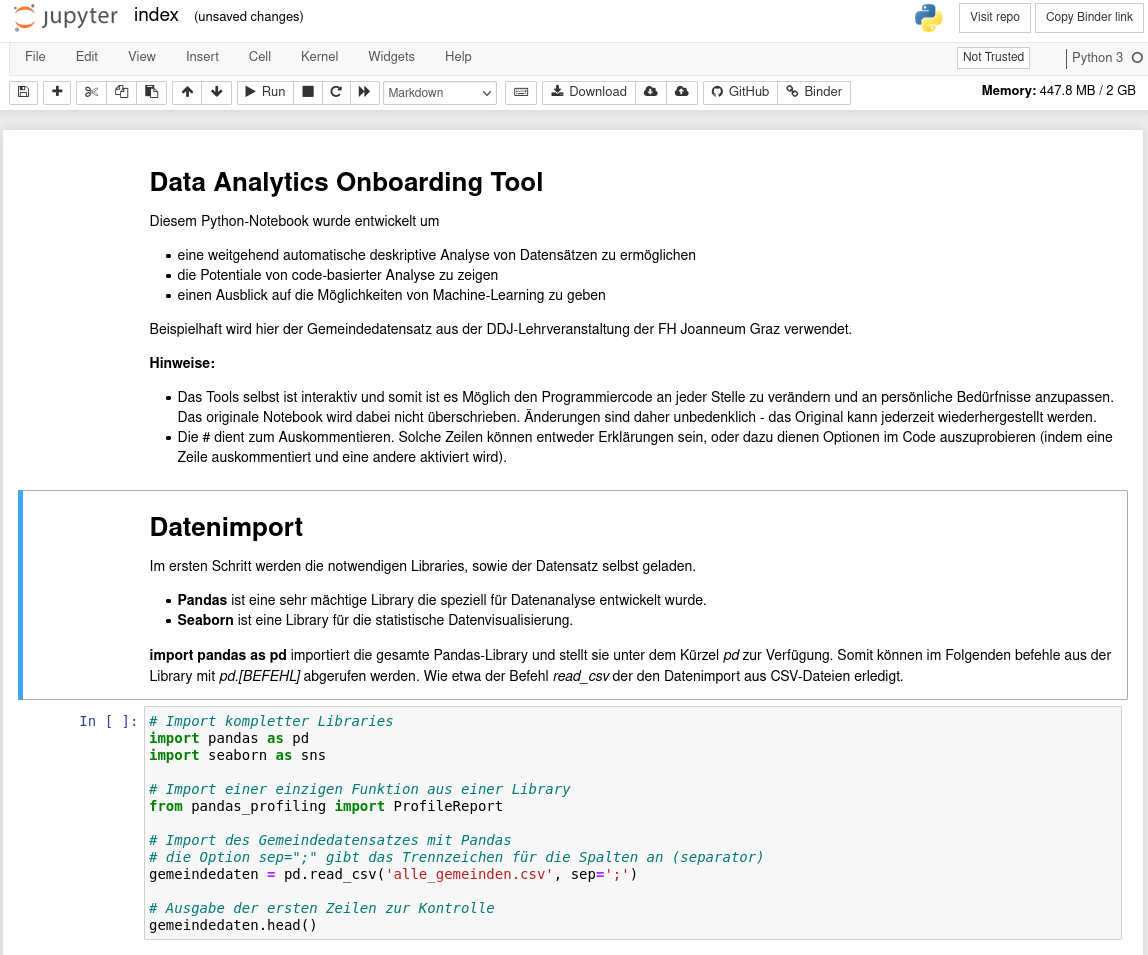 jupyter index (unsaved changes) Visit repo Copy Binder link
File Edit View Insert Cell Kernel Widgets Help Not Trusted Python 3
Run Markdown Download GitHub Binder Memory: 447.8 MB / 2 GB
Data Analytics Onboarding Tool
Diesem Python-Notebook wurde entwickelt um
• eine weitgehend automatische deskriptive Analyse von Datensätzen zu ermöglichen
• die Potentiale von code-basierter Analyse zu zeigen
• einen Ausblick auf die Möglichkeiten von Machine-Learning zu geben
Beispielhaft wird hier der Gemeindedatensatz aus der DDJ-Lehrveranstaltung der FH Joanneum Graz verwendet.
Hinweise:
• Das Tools selbst ist interaktiv und somit ist es Möglich den Programmiercode an jeder Stelle zu verändern und an persönliche Bedürfnisse anzupassen.
Das originale Notebook wird dabei nicht überschrieben. Änderungen sind daher unbedenklich - das Original kann jederzeit wiederhergestellt werden.
• Die # dient zum Auskommentieren. Solche Zeilen können entweder Erklärungen sein, oder dazu dienen Optionen im Code auszuprobieren (indem eine
Zeile auskommentiert und eine andere aktiviert wird).
Datenimport
Im ersten Schritt werden die notwendigen Libraries, sowie der Datensatz selbst geladen.
• Pandas ist eine sehr mächtige Library die speziell für Datenanalyse entwickelt wurde.
• Seaborn ist eine Library für die statistische Datenvisualisierung.
import pandas as pd importiert die gesamte Pandas-Library und stellt sie unter dem Kürzel pd zur Verfügung. Somit können im Folgenden befehle aus der
Library mit pd.[BEFEHL] abgerufen werden. Wie etwa der Befehl read_csv der den Datenimport aus CSV-Dateien erledigt.
In [ ]: # Import kompletter Libraries
import pandas as pd
import seaborn as sns
# Import einer einzigen Funktion aus einer Library
from pandas_profiling import ProfileReport
# Import des Gemeindedatensatzes mit Pandas
# die Option sep=";" gibt das Trennzeichen für die Spalten an (separator)
gemeindedaten = pd.read_csv('alle_gemeinden.csv', sep=';')
# Ausgabe der ersten Zeilen zur Kontrolle
gemeindedaten.head()